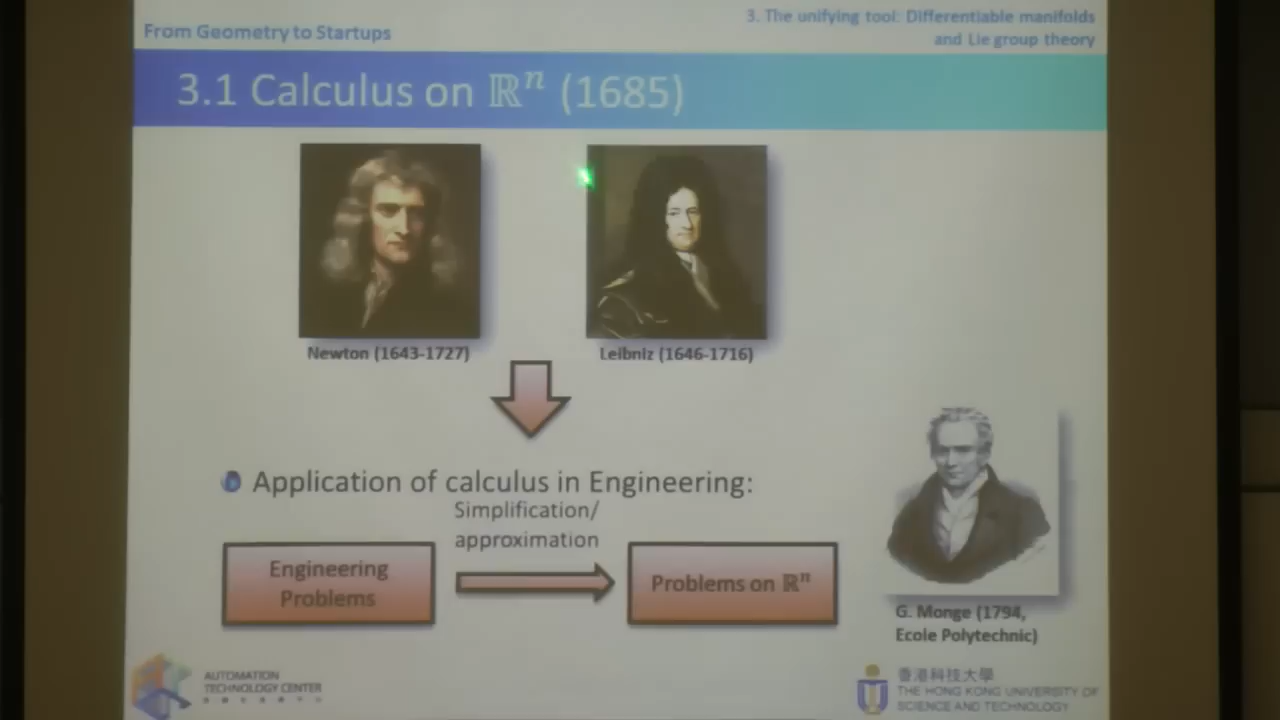 From Geometry to Startups
3. The unifying tool: Differentiable manifolds
and Lie group theory
3.1 Calculus on ℝⁿ (1685)
Newton (1643-1727)
Leibniz (1646-1716)
Application of calculus in Engineering:
Simplification/
approximation
Engineering
Problems
Problems on ℝⁿ
G. Monge (1794,
Ecole Polytechnic)
AUTOMATION
TECHNOLOGY CENTER
香港科技大學
THE HONG KONG UNIVERSITY OF
SCIENCE AND TECHNOLOGY